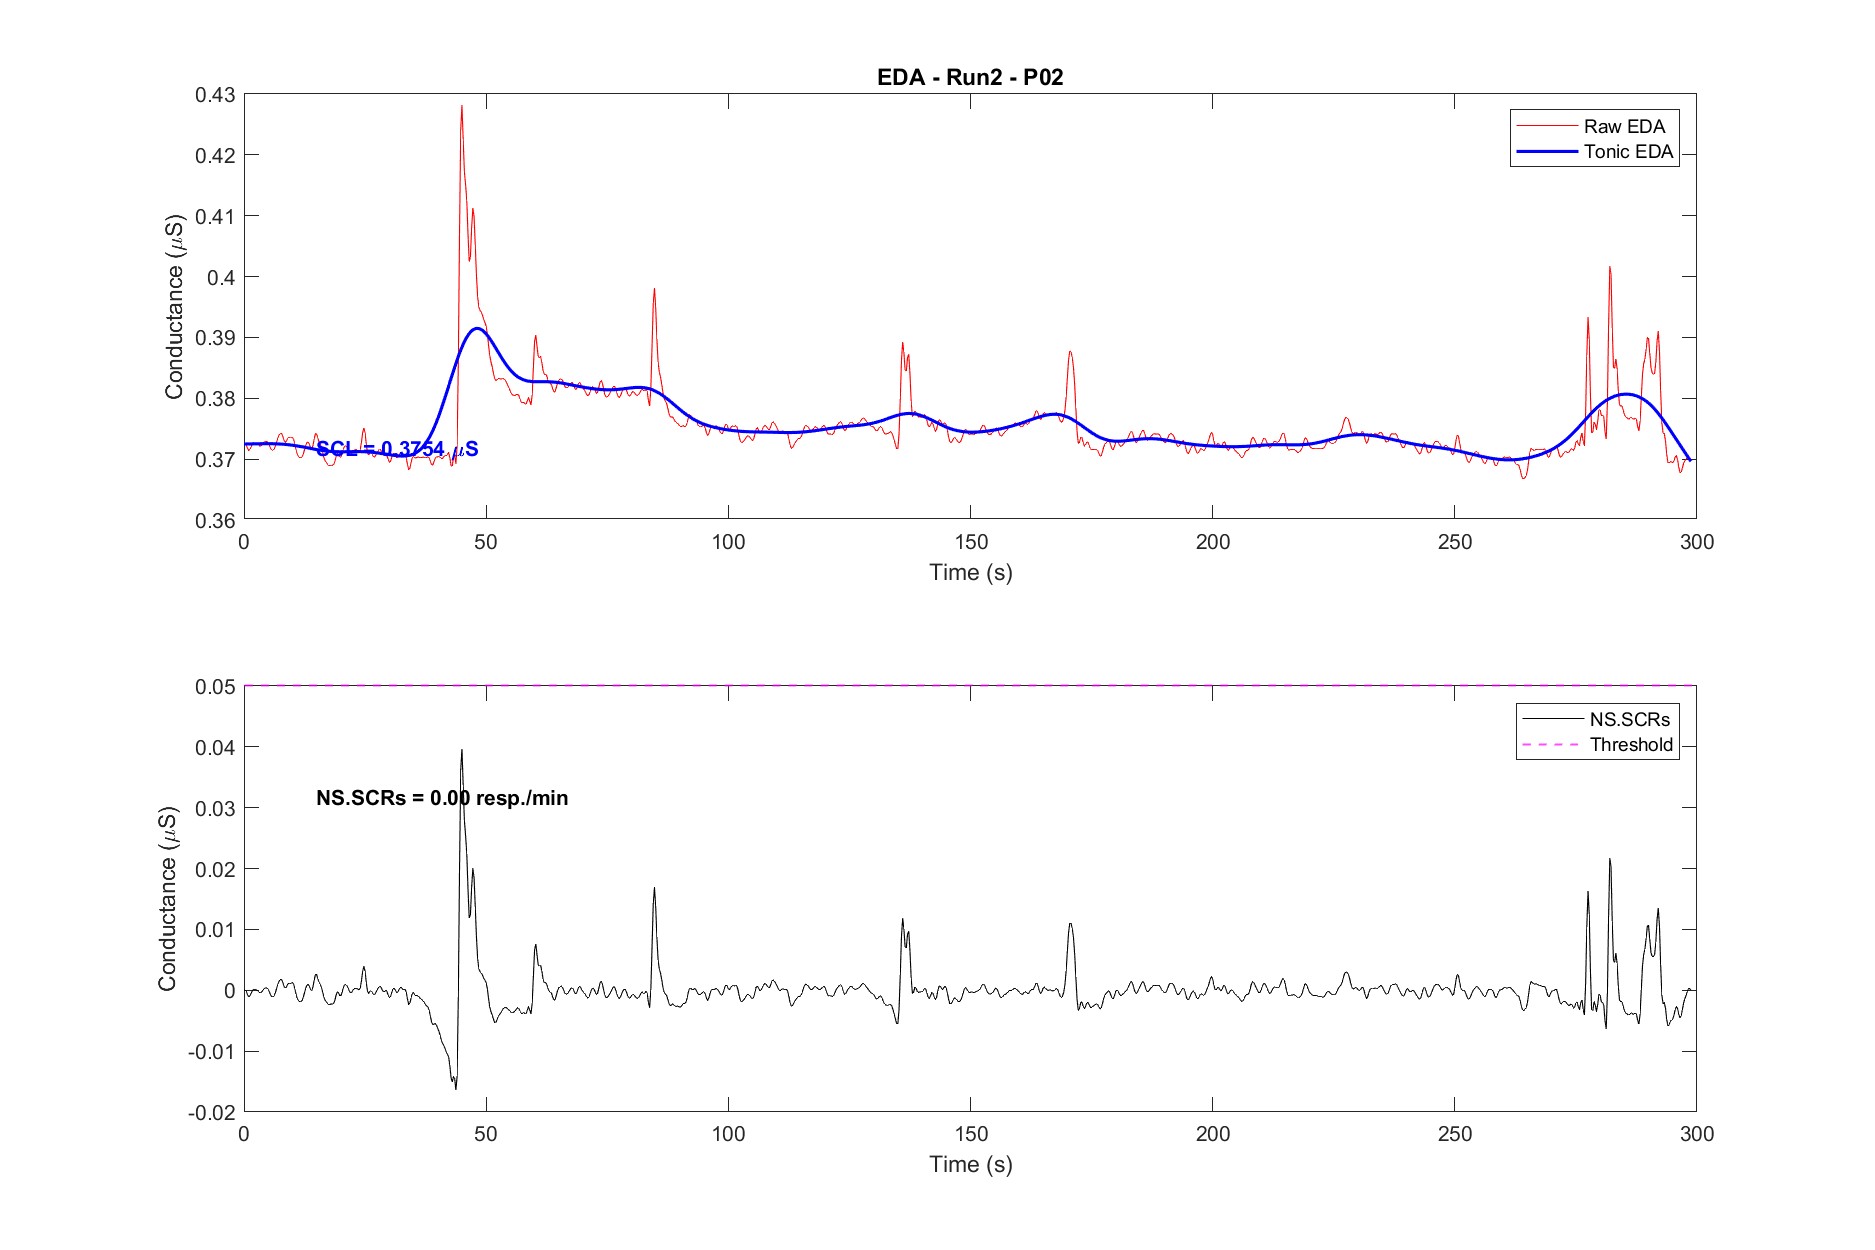 EDA - Run2 - P02
0.43
0.42
0.41
0.4
0.39
0.38
0.37
0.36
Conductance (μS)
Raw EDA
Tonic EDA
SCL = 0.3754 μS
0 50 100 150 200 250 300
Time (s)
0.05
0.04
0.03
0.02
0.01
0
-0.01
-0.02
Conductance (μS)
NS.SCRs
Threshold
NS.SCRs = 0.00 resp./min
0 50 100 150 200 250 300
Time (s)